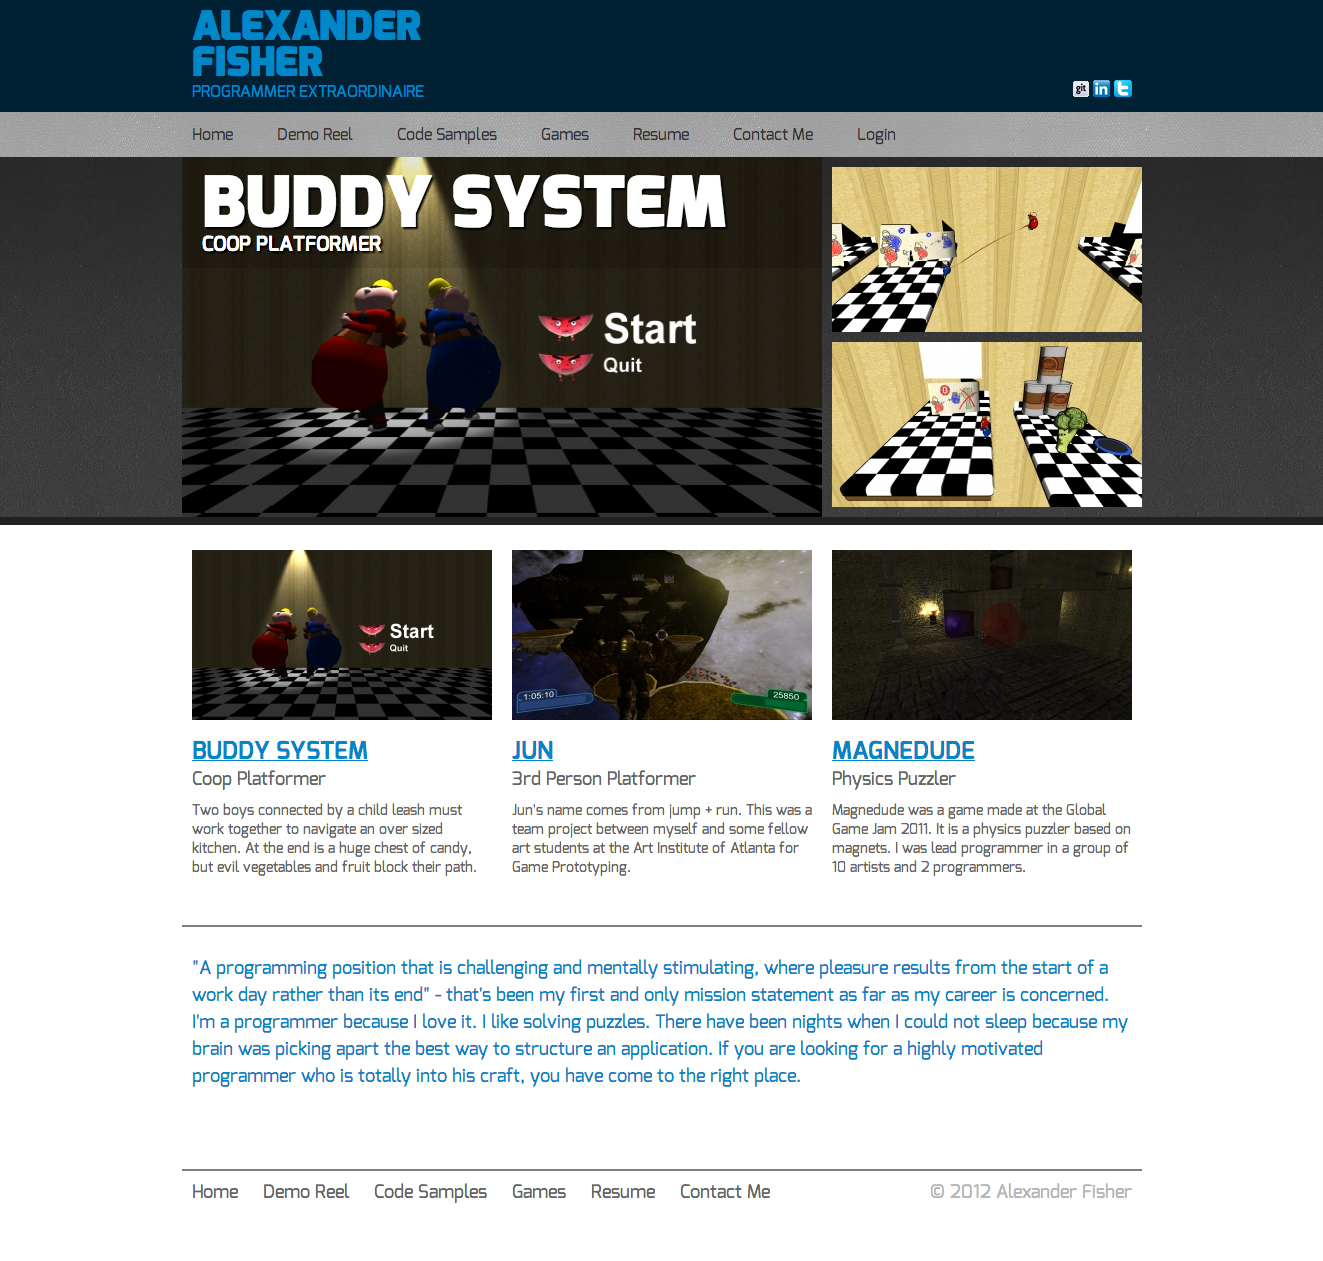 ALEXANDER
FISHER
PROGRAMMER EXTRAORDINAIRE
git in t
Home Demo Reel Code Samples Games Resume Contact Me Login
BUDDY SYSTEM
COOP PLATFORMER
Start
Quit
Start
Quit
1:05:10
25850
BUDDY SYSTEM
Coop Platformer
Two boys connected by a child leash must
work together to navigate an over sized
kitchen. At the end is a huge chest of candy,
but evil vegetables and fruit block their path.
JUN
3rd Person Platformer
Jun's name comes from jump + run. This was a
team project between myself and some fellow
art students at the Art Institute of Atlanta for
Game Prototyping.
MAGNEDUDE
Physics Puzzler
Magnedude was a game made at the Global
Game Jam 2011. It is a physics puzzler based on
magnets. I was lead programmer in a group of
10 artists and 2 programmers.
"A programming position that is challenging and mentally stimulating, where pleasure results from the start of a
work day rather than its end" - that's been my first and only mission statement as far as my career is concerned.
I'm a programmer because I love it. I like solving puzzles. There have been nights when I could not sleep because my
brain was picking apart the best way to structure an application. If you are looking for a highly motivated
programmer who is totally into his craft, you have come to the right place.
Home Demo Reel Code Samples Games Resume Contact Me © 2012 Alexander Fisher